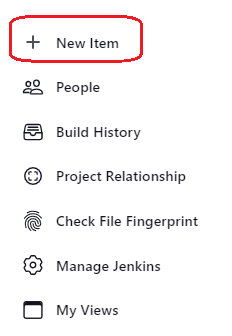 New Item
People
Build History
Project Relationship
Check File Fingerprint
Manage Jenkins
My Views